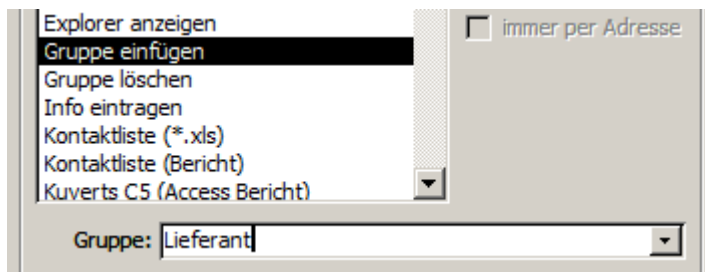 Explorer anzeigen
immer per Adresse
Gruppe einfügen
Gruppe löschen
Info eintragen
Kontaktliste (*.xls)
Kontaktliste (Bericht)
Kuverts C5 (Access Bericht)
Gruppe: Lieferant